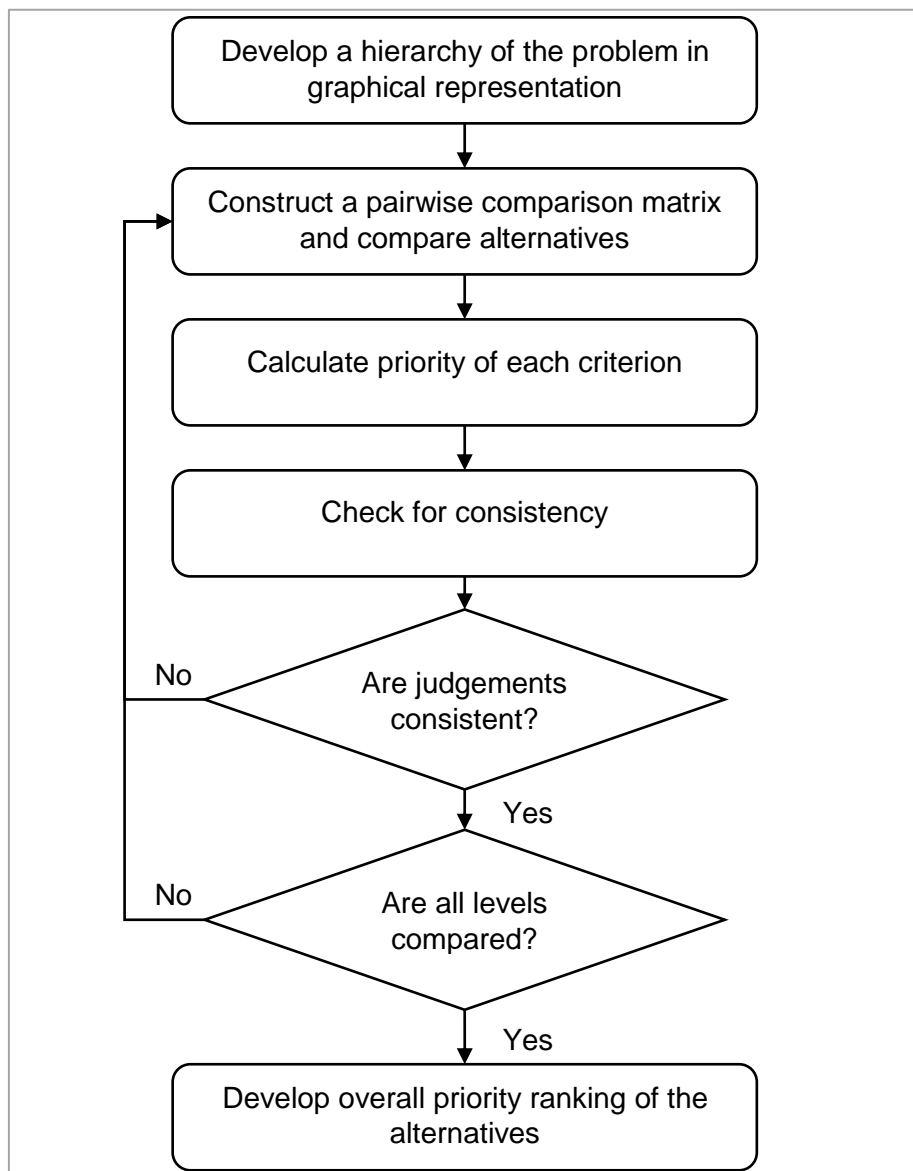 Develop a hierarchy of the problem in
graphical representation
Construct a pairwise comparison matrix
and compare alternatives
Calculate priority of each criterion
Check for consistency
No
Are judgements
consistent?
Yes
No
Are all levels
compared?
Yes
Develop overall priority ranking of the
alternatives